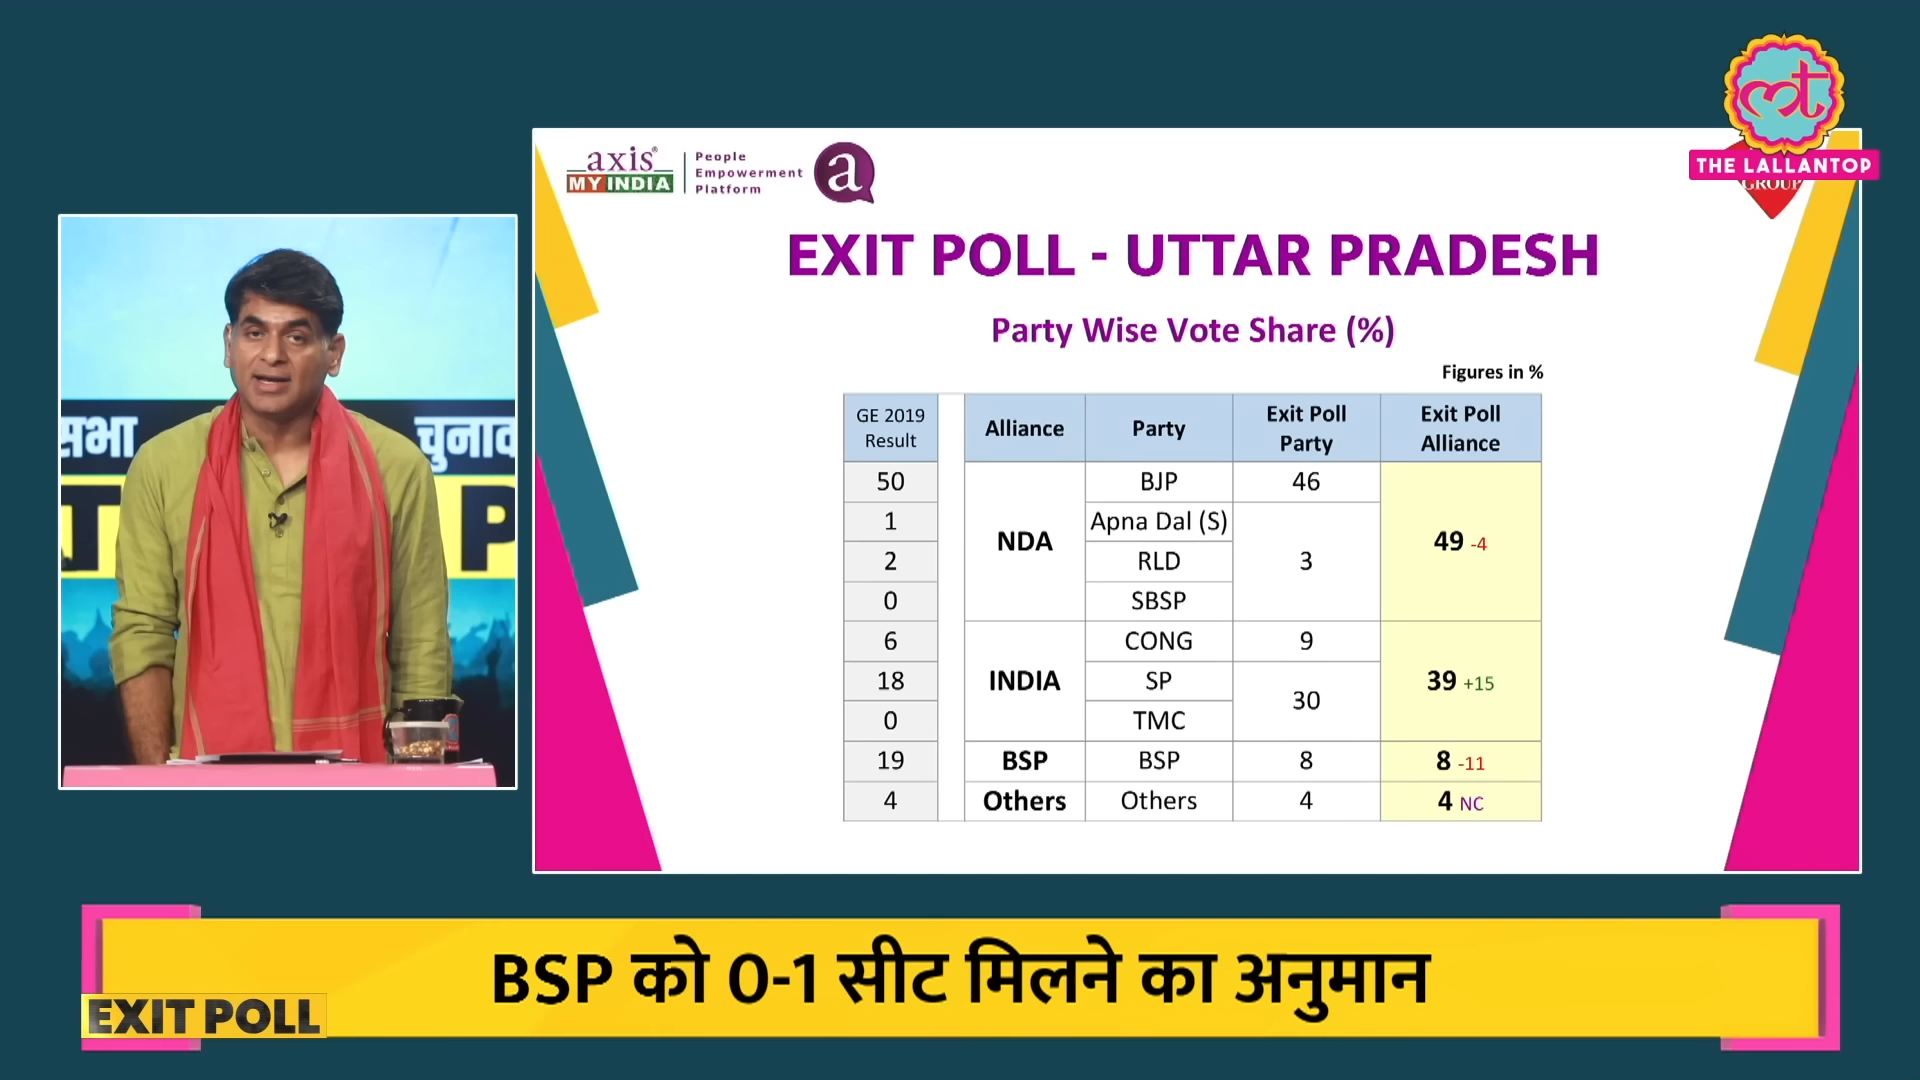 THE LALLANTOP
GROUP
axis
MY INDIA
People
Empowerment
Platform
a
EXIT POLL - UTTAR PRADESH
Party Wise Vote Share (%)
Figures in %
GE 2019 Result Alliance Party Exit Poll Party Exit Poll Alliance
50 NDA BJP 46 49 -4
1 Apna Dal (S) 3
2 RLD
0 SBSP
6 INDIA CONG 9 39 +15
18 SP 30
0 TMC
19 BSP BSP 8 8 -11
4 Others Others 4 4 NC
सभा चुनाव
P
BSP को 0-1 सीट मिलने का अनुमान
EXIT POLL